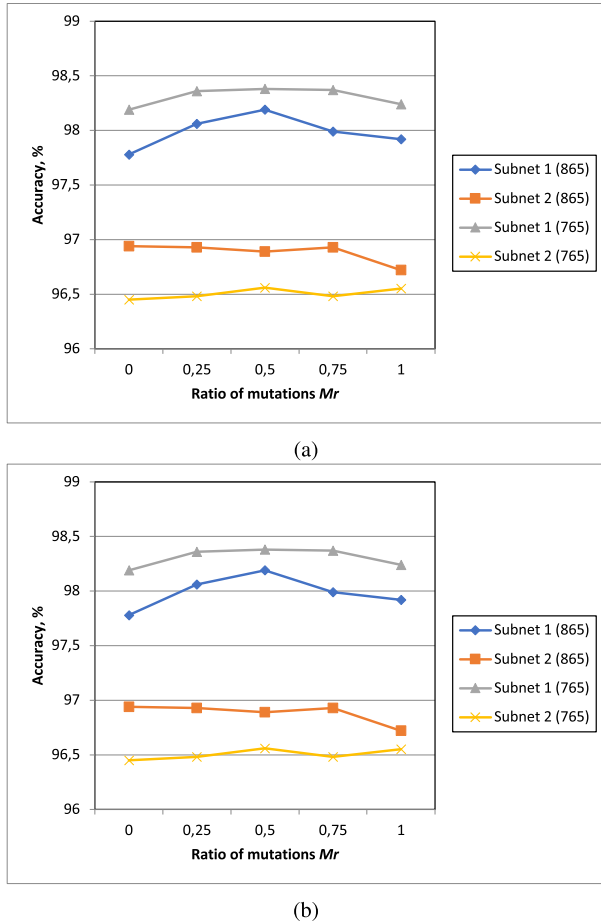 99
98,5
98
97,5
97
96,5
96
Accuracy, %
0 0,25 0,5 0,75 1
Ratio of mutations Mr
Subnet 1 (865)
Subnet 2 (865)
Subnet 1 (765)
Subnet 2 (765)
(a)
99
98,5
98
97,5
97
96,5
96
Accuracy, %
0 0,25 0,5 0,75 1
Ratio of mutations Mr
Subnet 1 (865)
Subnet 2 (865)
Subnet 1 (765)
Subnet 2 (765)
(b)